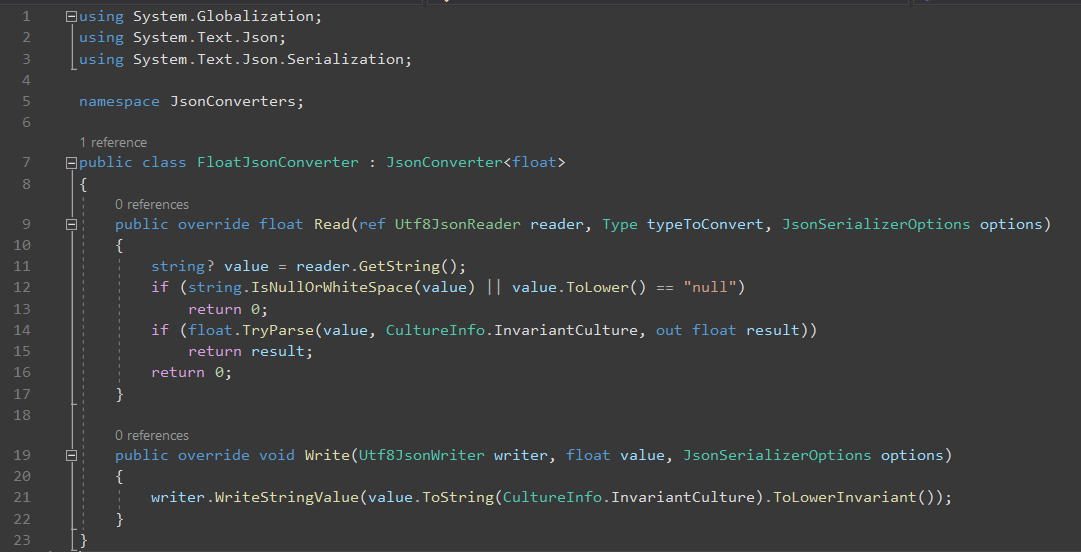 1 using System.Globalization;
2 using System.Text.Json;
3 using System.Text.Json.Serialization;
4
5 namespace JsonConverters;
6
1 reference
7 public class FloatJsonConverter : JsonConverter<float>
8 {
0 references
9 public override float Read(ref Utf8JsonReader reader, Type typeToConvert, JsonSerializerOptions options)
10 {
11 string? value = reader.GetString();
12 if (string.IsNullOrWhiteSpace(value) || value.ToLower() == "null")
13 return 0;
14 if (float.TryParse(value, CultureInfo.InvariantCulture, out float result))
15 return result;
16 return 0;
17 }
18
0 references
19 public override void Write(Utf8JsonWriter writer, float value, JsonSerializerOptions options)
20 {
21 writer.WriteStringValue(value.ToString(CultureInfo.InvariantCulture).ToLowerInvariant());
22 }
23 }